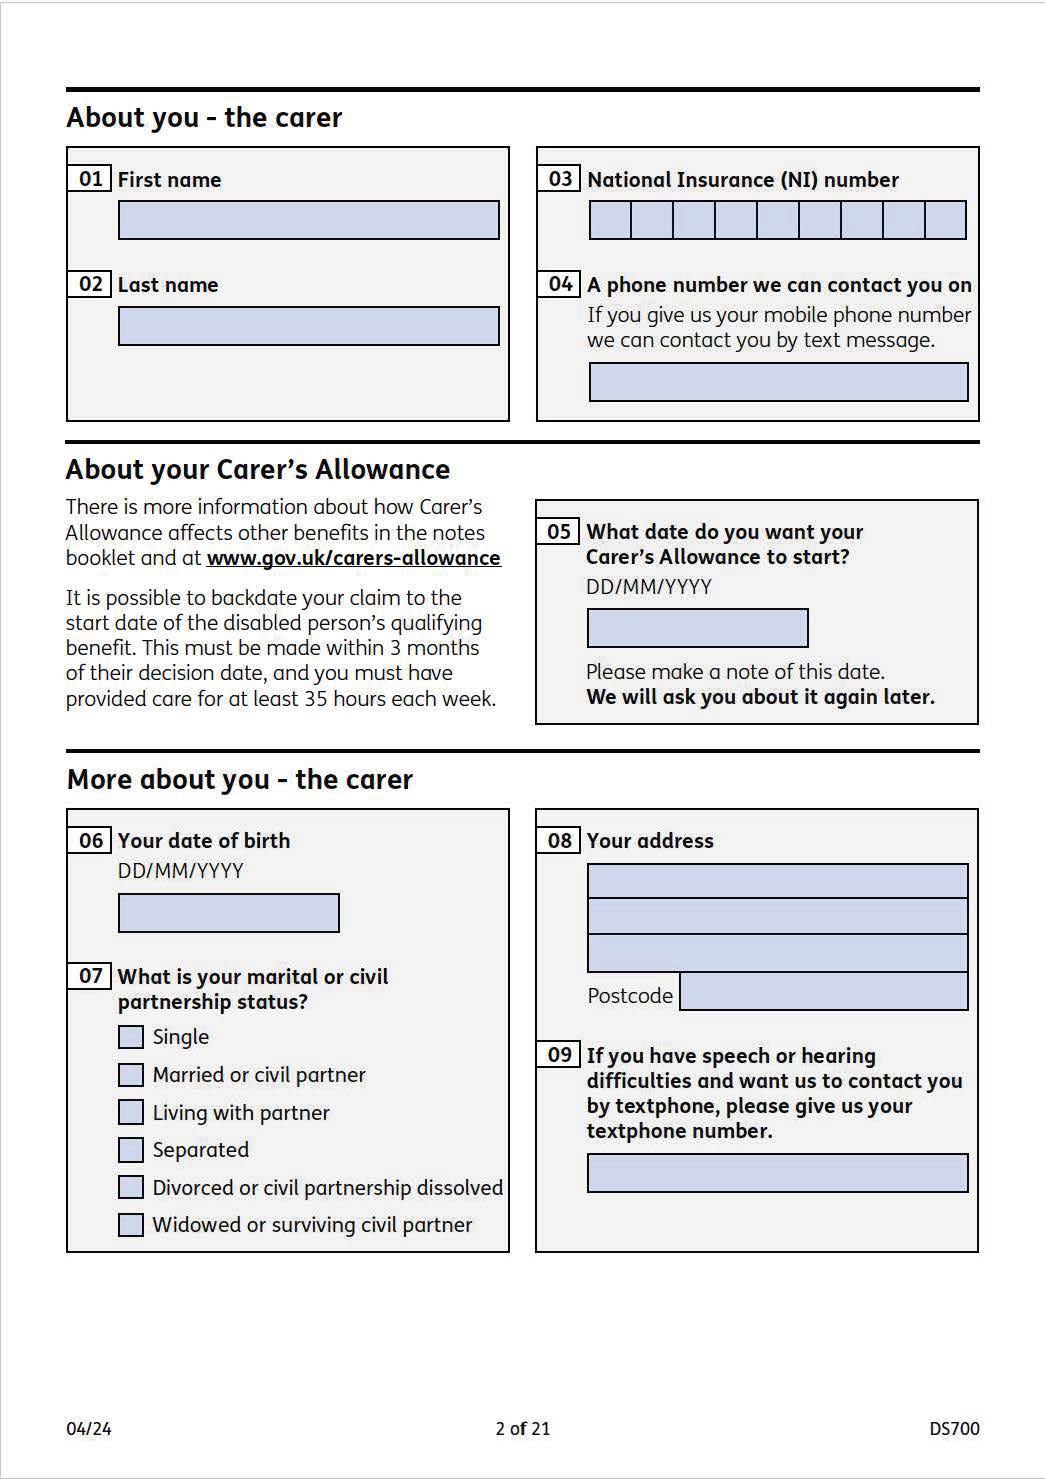 About you - the carer
01 First name
02 Last name
03 National Insurance (NI) number
04 A phone number we can contact you on
If you give us your mobile phone number
we can contact you by text message.
About your Carer’s Allowance
There is more information about how Carer’s
Allowance affects other benefits in the notes
booklet and at www.gov.uk/carers-allowance
It is possible to backdate your claim to the
start date of the disabled person’s qualifying
benefit. This must be made within 3 months
of their decision date, and you must have
provided care for at least 35 hours each week.
05 What date do you want your
Carer’s Allowance to start?
DD/MM/YYYY
Please make a note of this date.
We will ask you about it again later.
More about you - the carer
06 Your date of birth
DD/MM/YYYY
07 What is your marital or civil
partnership status?
Single
Married or civil partner
Living with partner
Separated
Divorced or civil partnership dissolved
Widowed or surviving civil partner
08 Your address
Postcode
09 If you have speech or hearing
difficulties and want us to contact you
by textphone, please give us your
textphone number.
04/24
2 of 21
DS700